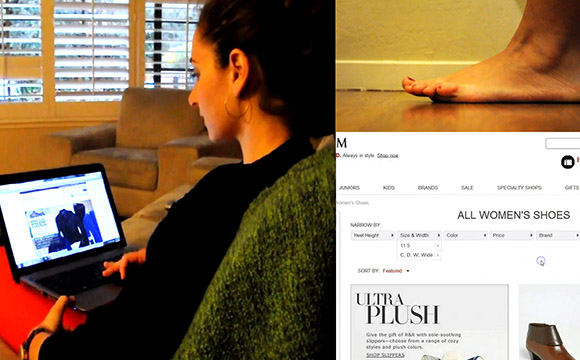 M
Always in style. Shop now
JUNIORS KIDS BRANDS SALE SPECIALTY SHOPS GIFTS
Women's Shoes
ALL WOMEN'S SHOES
NARROW BY:
Heel Height Size & Width Color Price Brand
11.5
C, D, W, Wide
SORT BY: Featured
ULTRA
PLUSH
Give the gift of R&R with sole-soothing
slippers—choose from a range of cozy
styles and plush colors.
SHOP SLIPPERS